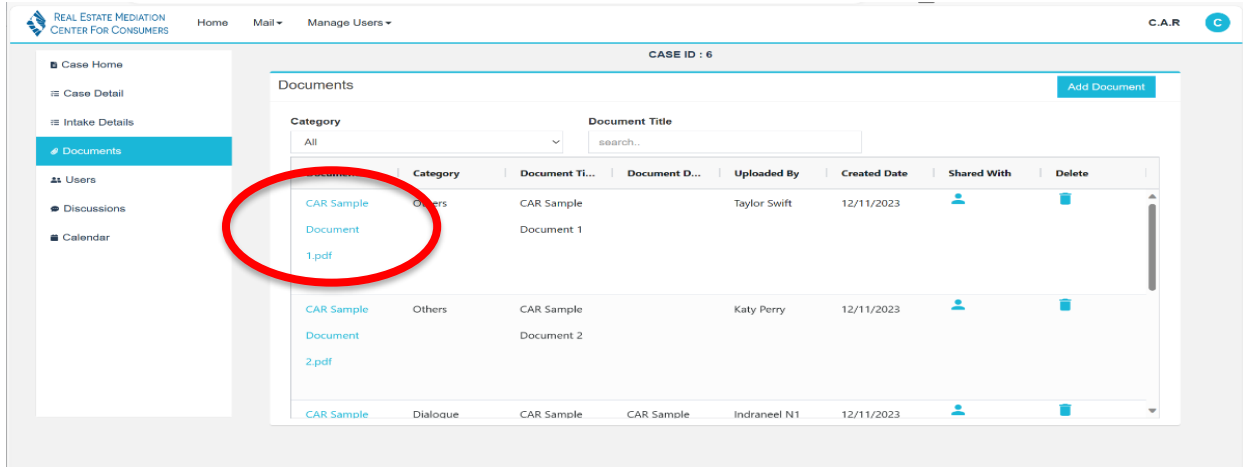 REAL ESTATE MEDIATION
CENTER FOR CONSUMERS
Home Mail Manage Users C.A.R C
CASE ID : 6
Case Home
Case Detail
Intake Details
Documents
Users
Discussions
Calendar
Documents Add Document
Category Document Title
All search..
Category Document Ti... Document D... Uploaded By Created Date Shared With Delete
CAR Sample Others CAR Sample Taylor Swift 12/11/2023
Document Document 1
1.pdf
CAR Sample Others CAR Sample Katy Perry 12/11/2023
Document Document 2
2.pdf
CAR Sample Dialogue CAR Sample CAR Sample Indraneel N1 12/11/2023